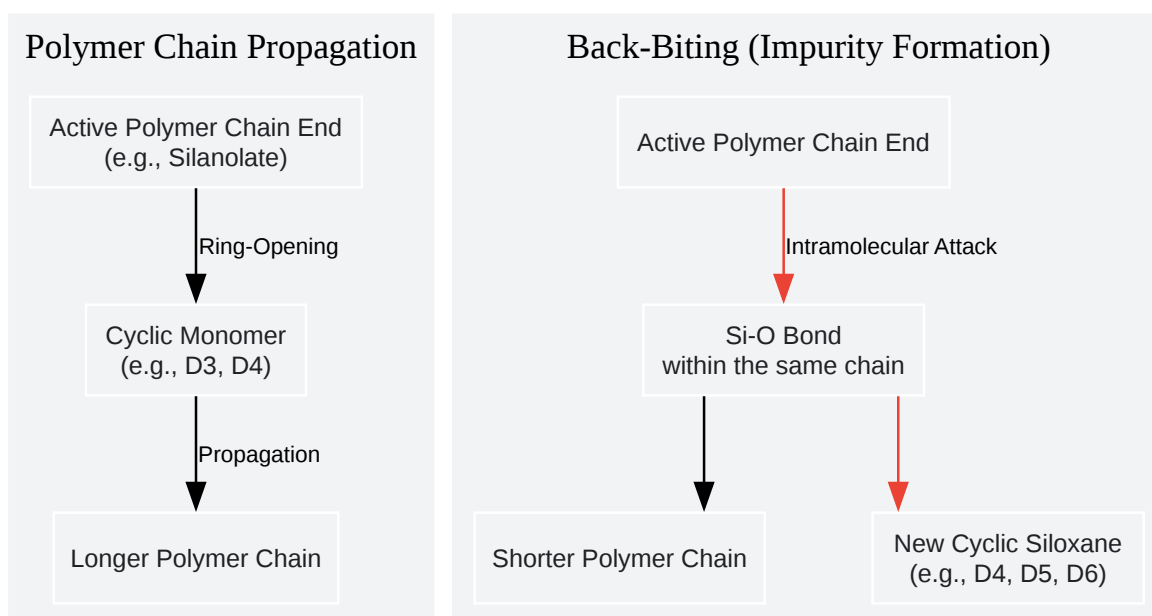 Polymer Chain Propagation
Active Polymer Chain End
(e.g., Silanolate)
Ring-Opening
Cyclic Monomer
(e.g., D3, D4)
Propagation
Longer Polymer Chain
Back-Biting (Impurity Formation)
Active Polymer Chain End
Intramolecular Attack
Si-O Bond
within the same chain
Shorter Polymer Chain
New Cyclic Siloxane
(e.g., D4, D5, D6)